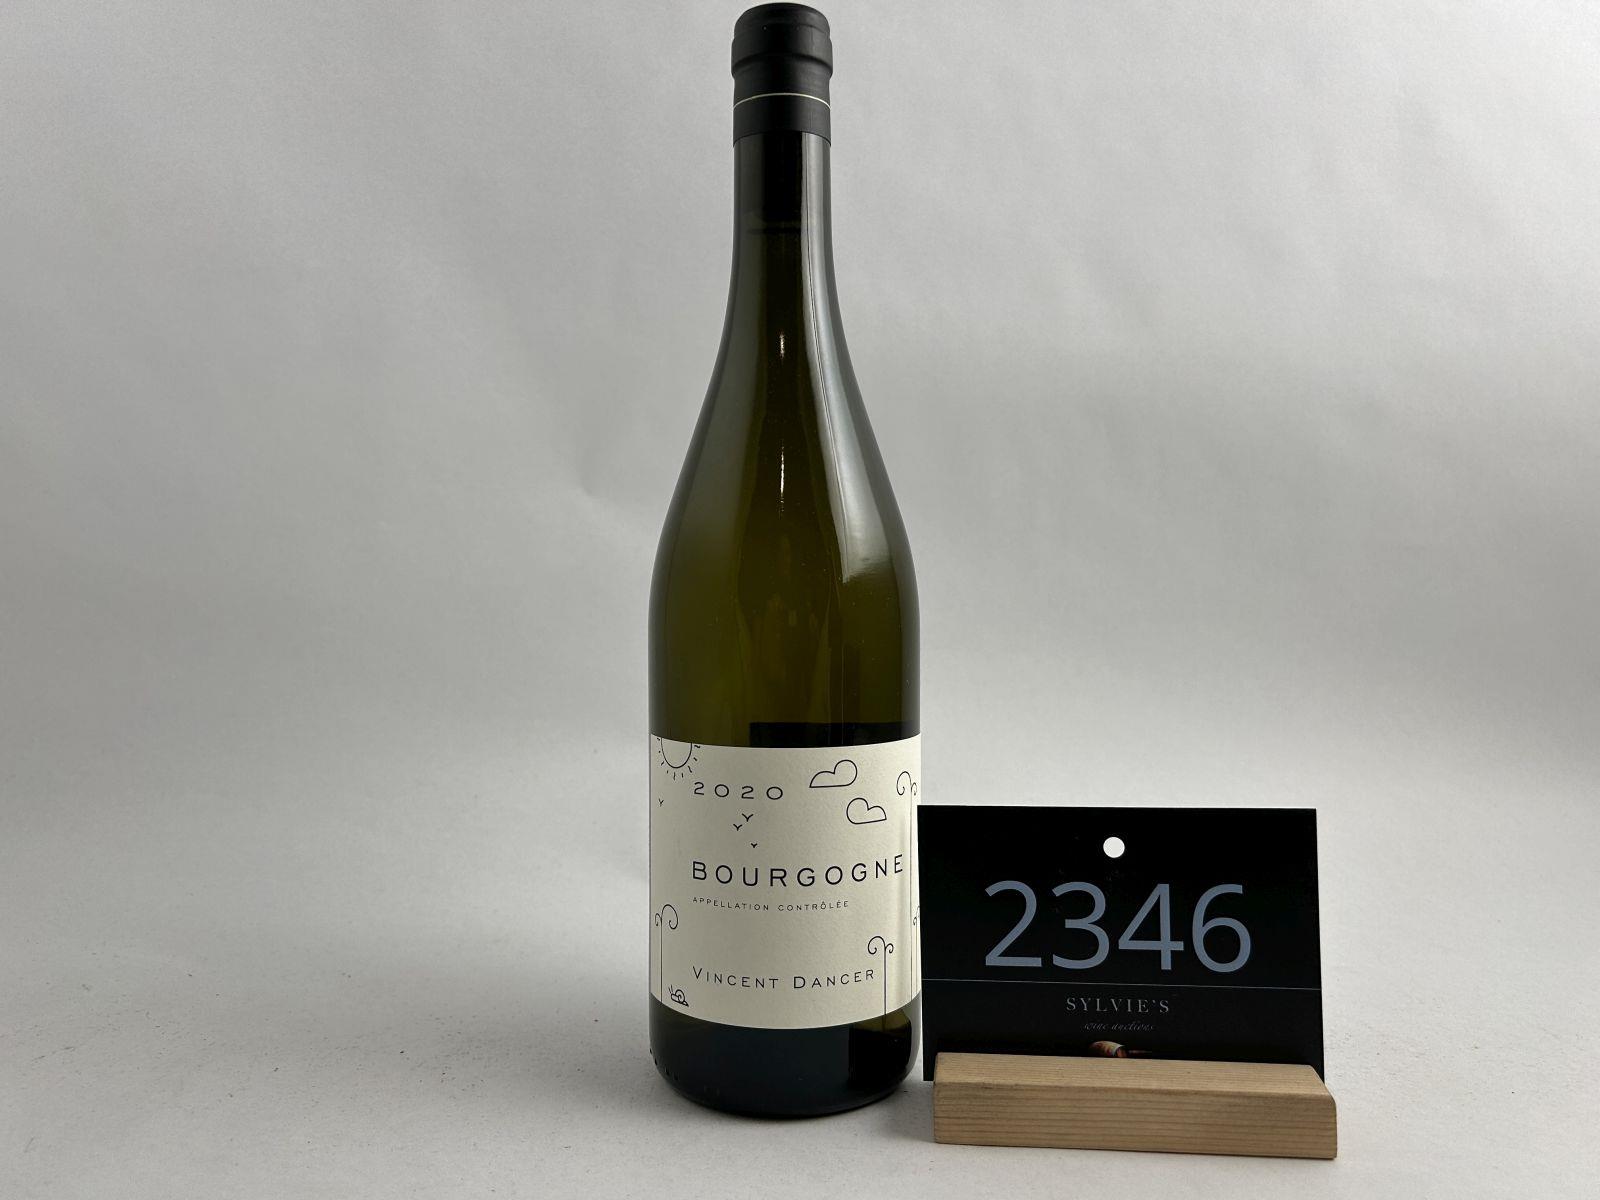 2020
BOURGOGNE
APPELLATION CONTRÔLÉE
VINCENT DANCER
2346
SYLVIE'S
wine auctions